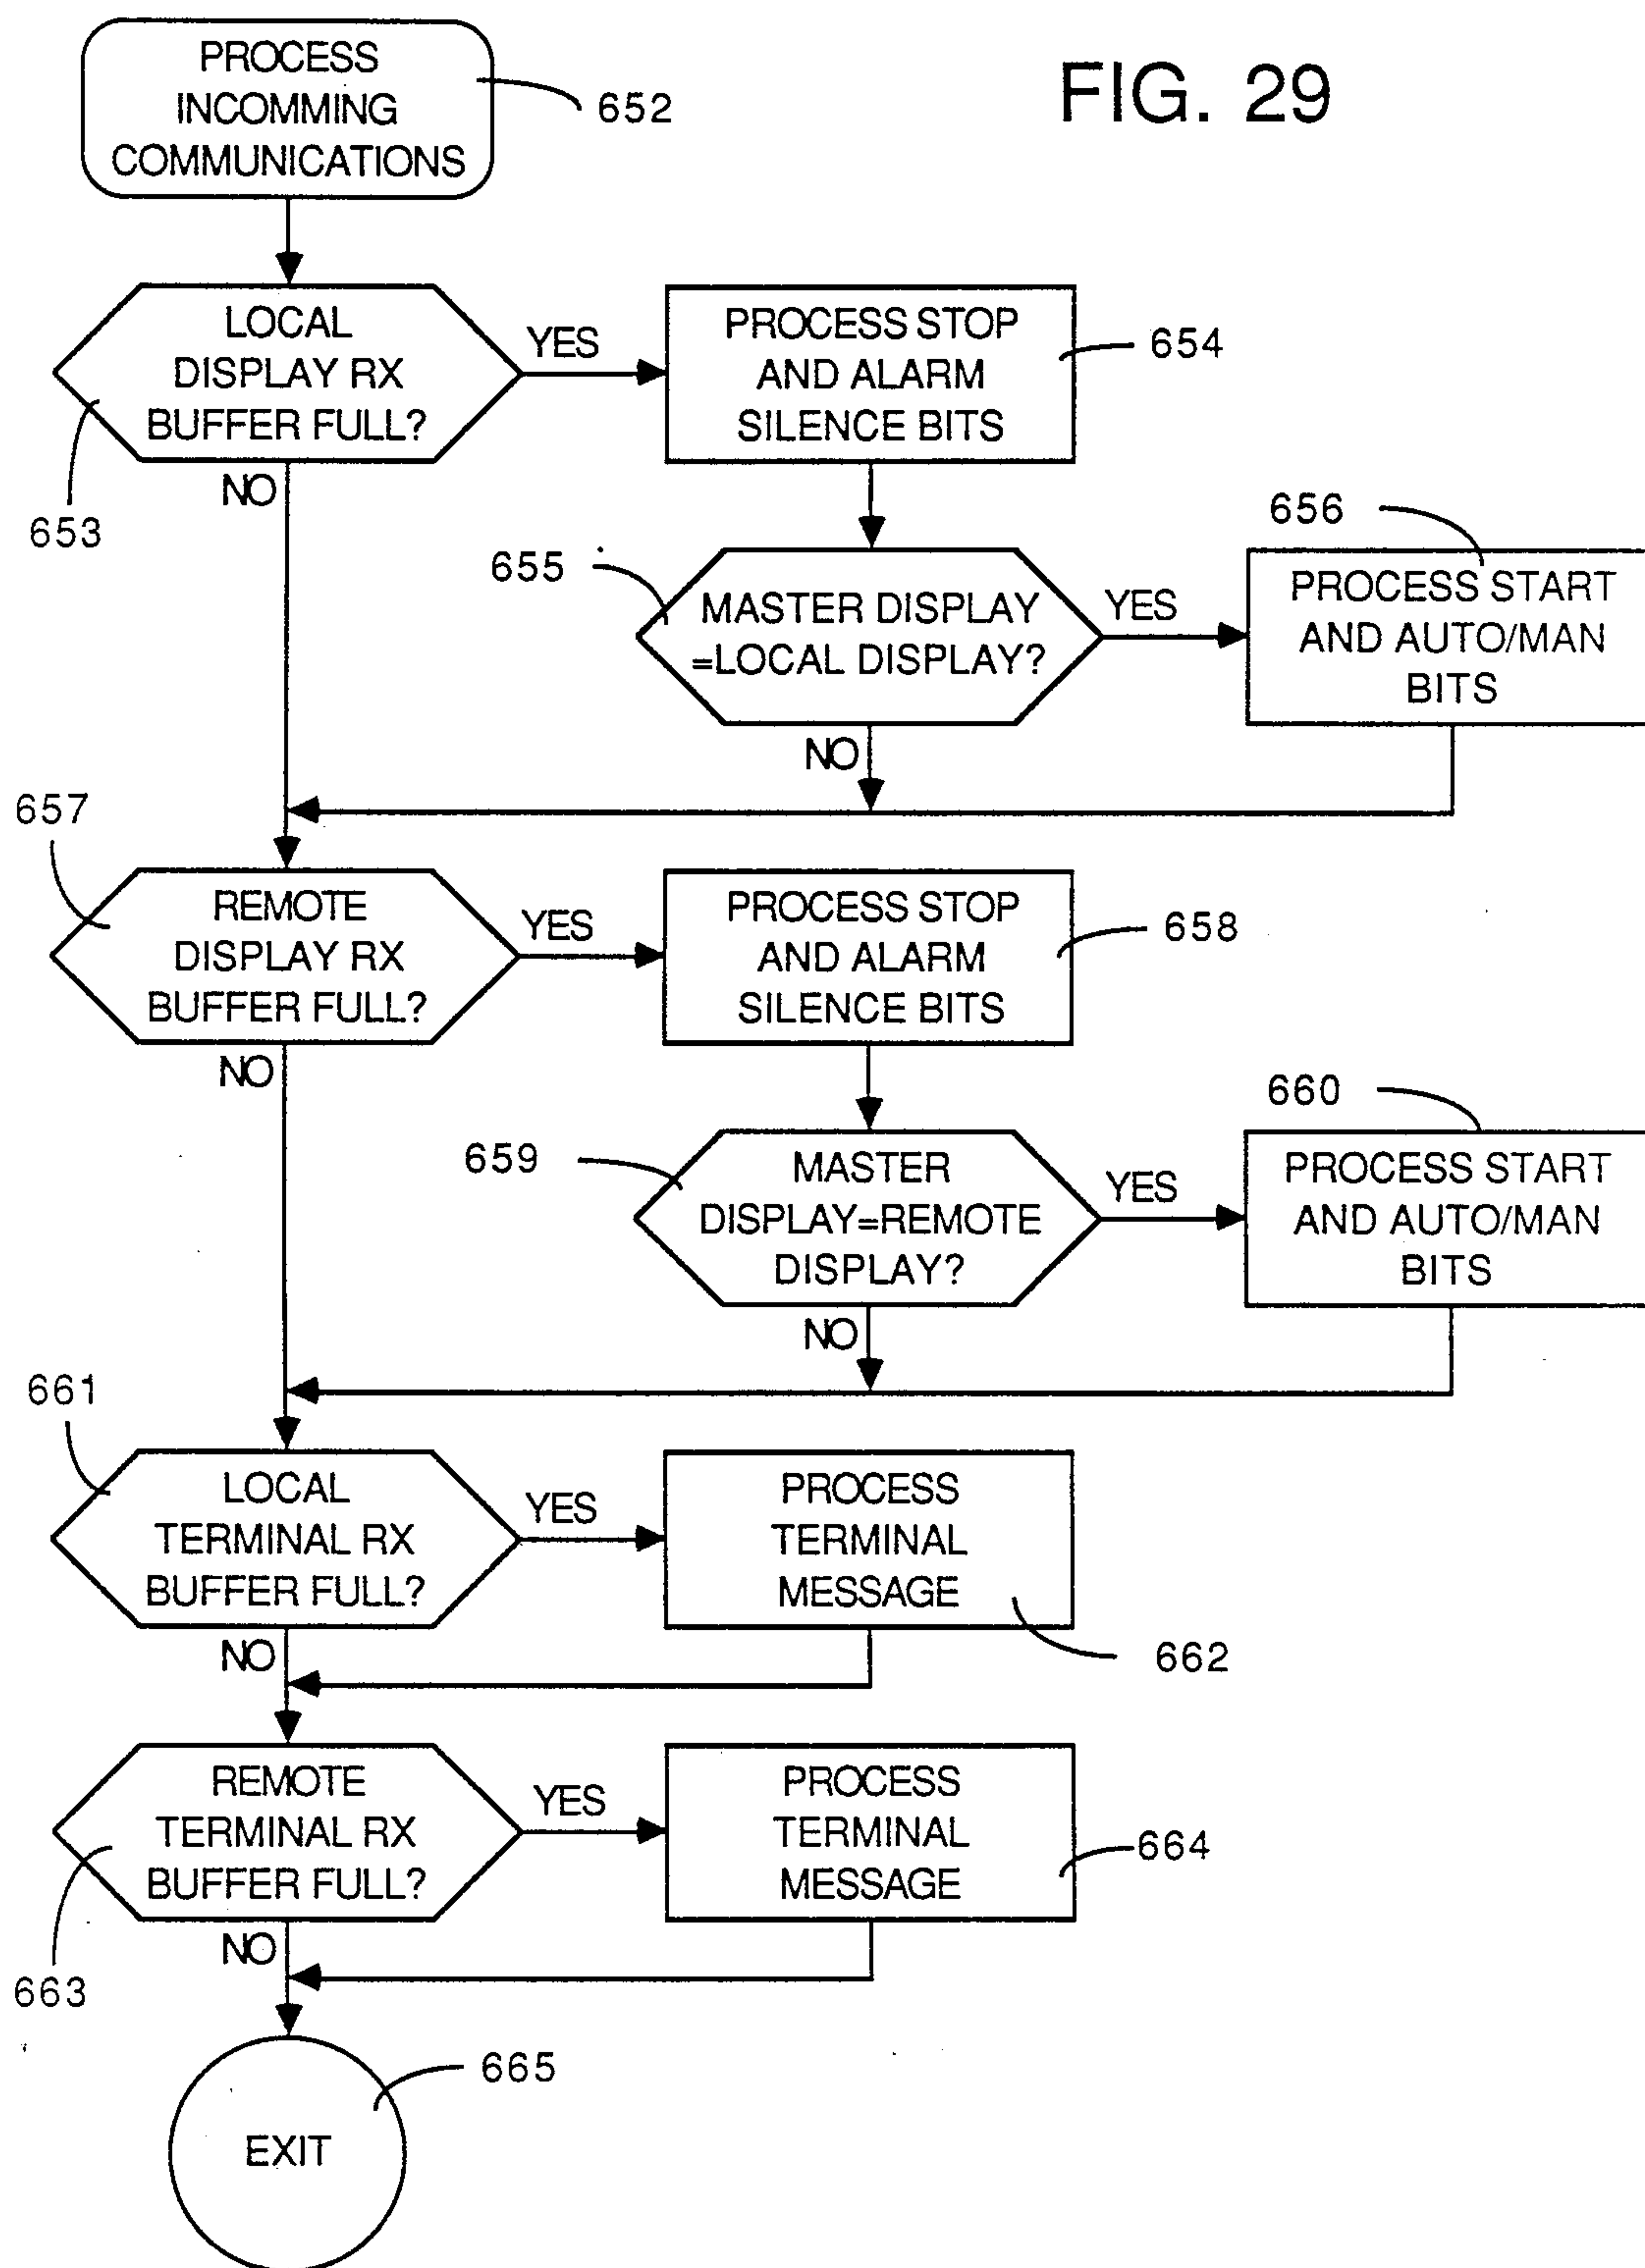 PROCESS
INCOMMING
COMMUNICATIONS
652
FIG. 29
LOCAL
DISPLAY RX
BUFFER FULL?
653
YES
NO
PROCESS STOP
AND ALARM
SILENCE BITS
654
655
MASTER DISPLAY
=LOCAL DISPLAY?
YES
NO
656
PROCESS START
AND AUTO/MAN
BITS
657
REMOTE
DISPLAY RX
BUFFER FULL?
YES
NO
PROCESS STOP
AND ALARM
SILENCE BITS
658
659
MASTER
DISPLAY=REMOTE
DISPLAY?
YES
NO
660
PROCESS START
AND AUTO/MAN
BITS
661
LOCAL
TERMINAL RX
BUFFER FULL?
YES
NO
PROCESS
TERMINAL
MESSAGE
662
REMOTE
TERMINAL RX
BUFFER FULL?
663
YES
NO
PROCESS
TERMINAL
MESSAGE
664
EXIT
665